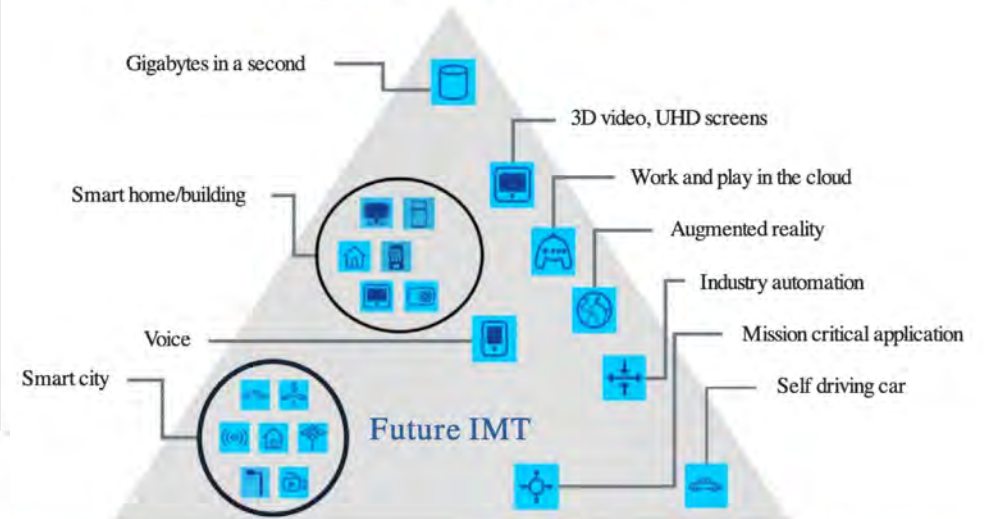 Gigabytes in a second
3D video, UHD screens
Smart home/building
Work and play in the cloud
Augmented reality
Industry automation
Voice
Mission critical application
Smart city
Self driving car
Future IMT